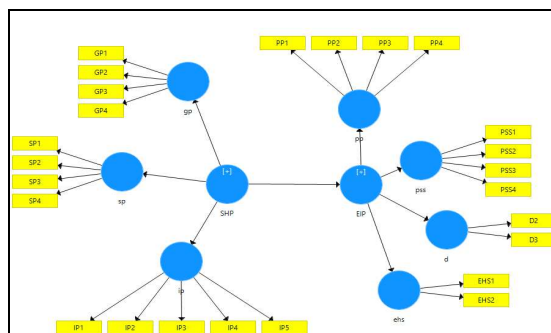 GP1
GP2
GP3
GP4
gp
PP1 PP2 PP3 PP4
pp
SP1
SP2
SP3
SP4
sp
[+]
SHP
[+]
EIP
PSS1
PSS2
PSS3
PSS4
pss
D2
D3
d
ip
IP1 IP2 IP3 IP4 IP5
EHS1
EHS2
ehs